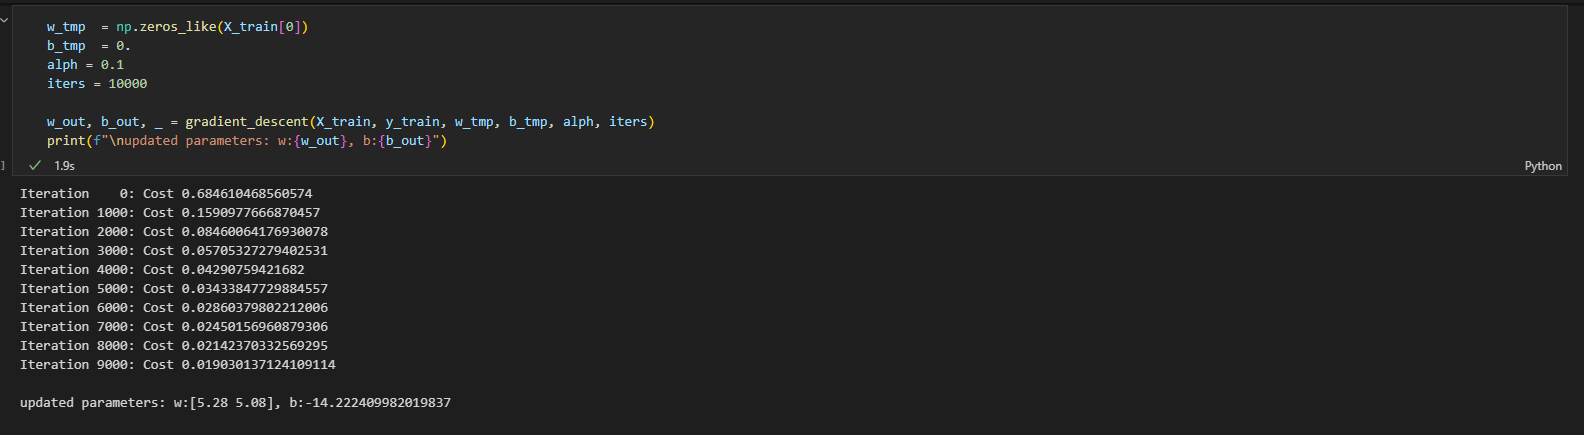 w_tmp  = np.zeros_like(X_train[0])
b_tmp  = 0.
alph = 0.1
iters = 10000
w_out, b_out, _ = gradient_descent(X_train, y_train, w_tmp, b_tmp, alph, iters)
print(f"\nupdated parameters: w:{w_out}, b:{b_out}")
] 1.9s Python
Iteration    0: Cost 0.684610468560574
Iteration 1000: Cost 0.1590977666870457
Iteration 2000: Cost 0.08460064176930078
Iteration 3000: Cost 0.05705327279402531
Iteration 4000: Cost 0.04290759421682
Iteration 5000: Cost 0.03433847729884557
Iteration 6000: Cost 0.02860379802212006
Iteration 7000: Cost 0.02450156960879306
Iteration 8000: Cost 0.02142370332569295
Iteration 9000: Cost 0.019030137124109114
updated parameters: w:[5.28 5.08], b:-14.222409982019837